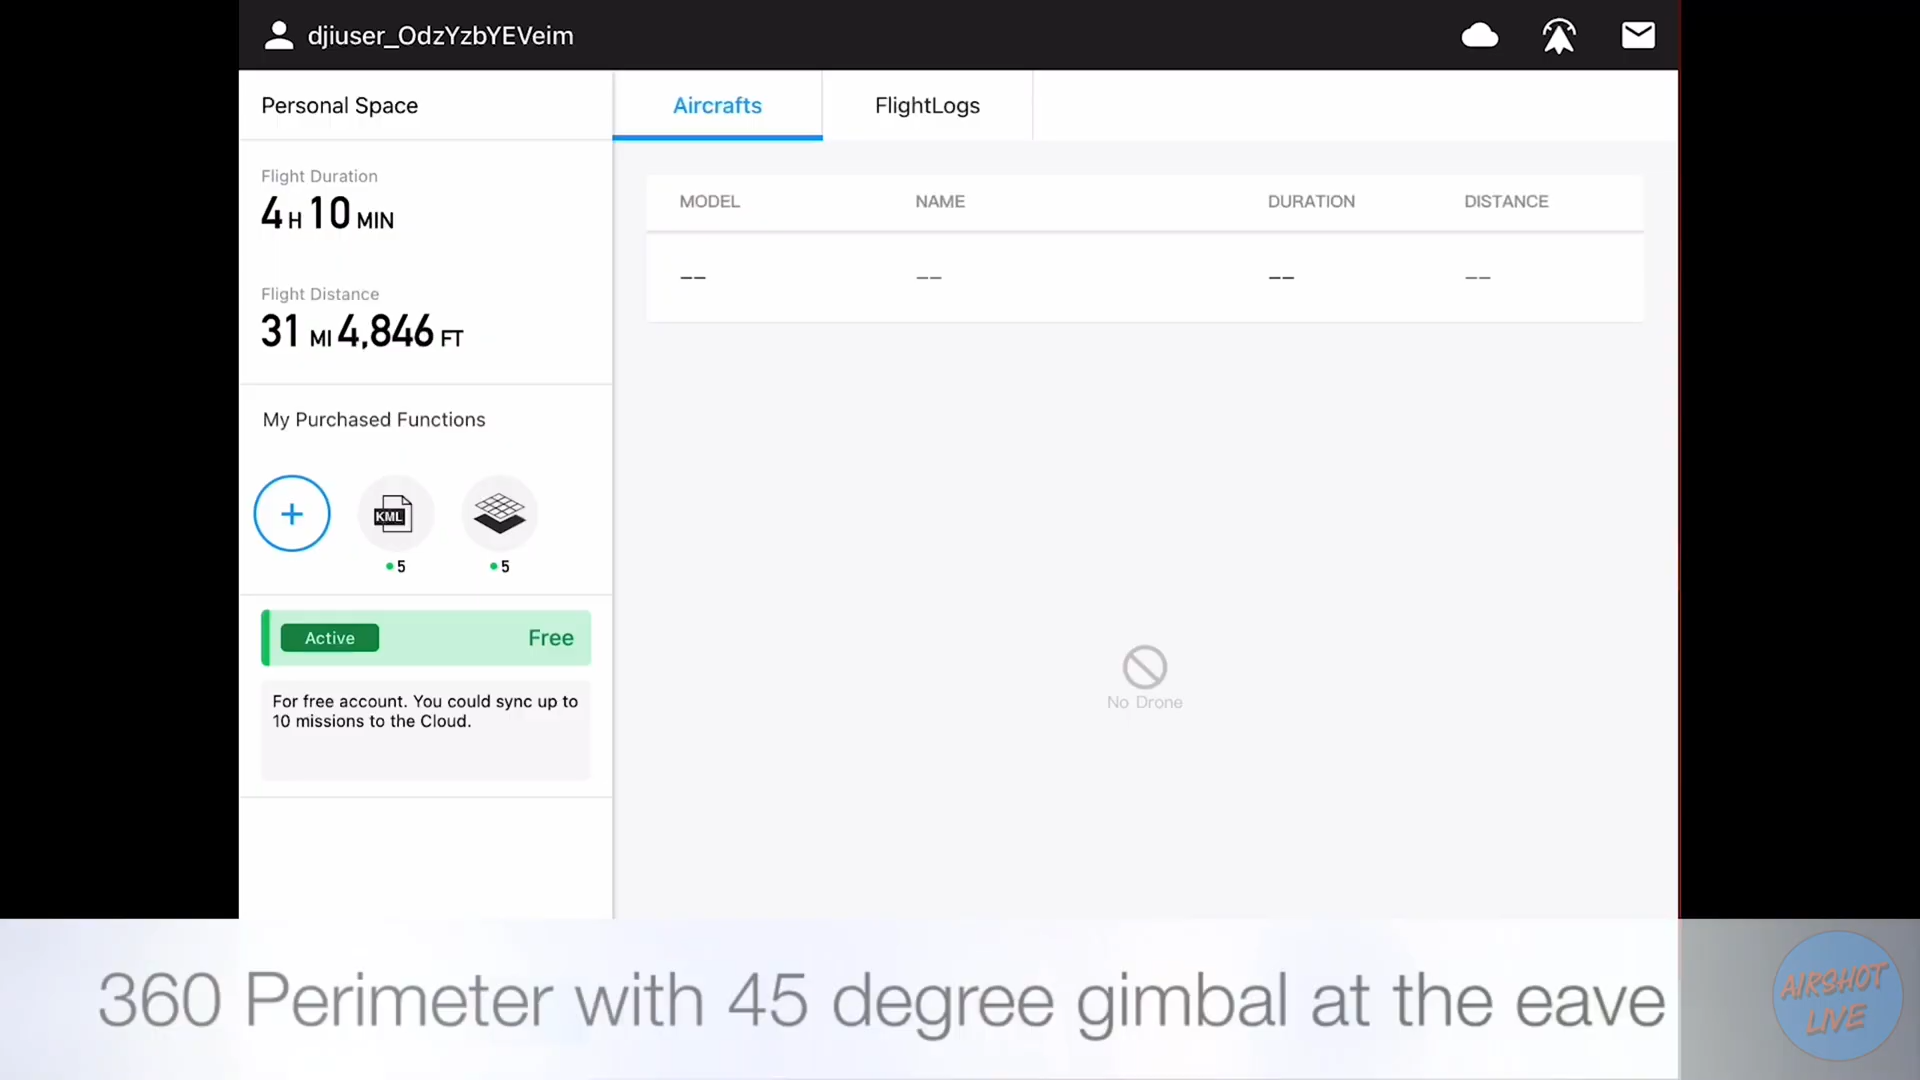 djiuser_OdzYzbYEVeim
Personal Space
Aircrafts
FlightLogs
Flight Duration
4 H 10 MIN
Flight Distance
31 MI 4,846 FT
MODEL NAME DURATION DISTANCE
-- -- -- --
My Purchased Functions
KML
5 5
Active Free
For free account. You could sync up to
10 missions to the Cloud.
No Drone
360 Perimeter with 45 degree gimbal at the eave
AIRSHOT
LIVE